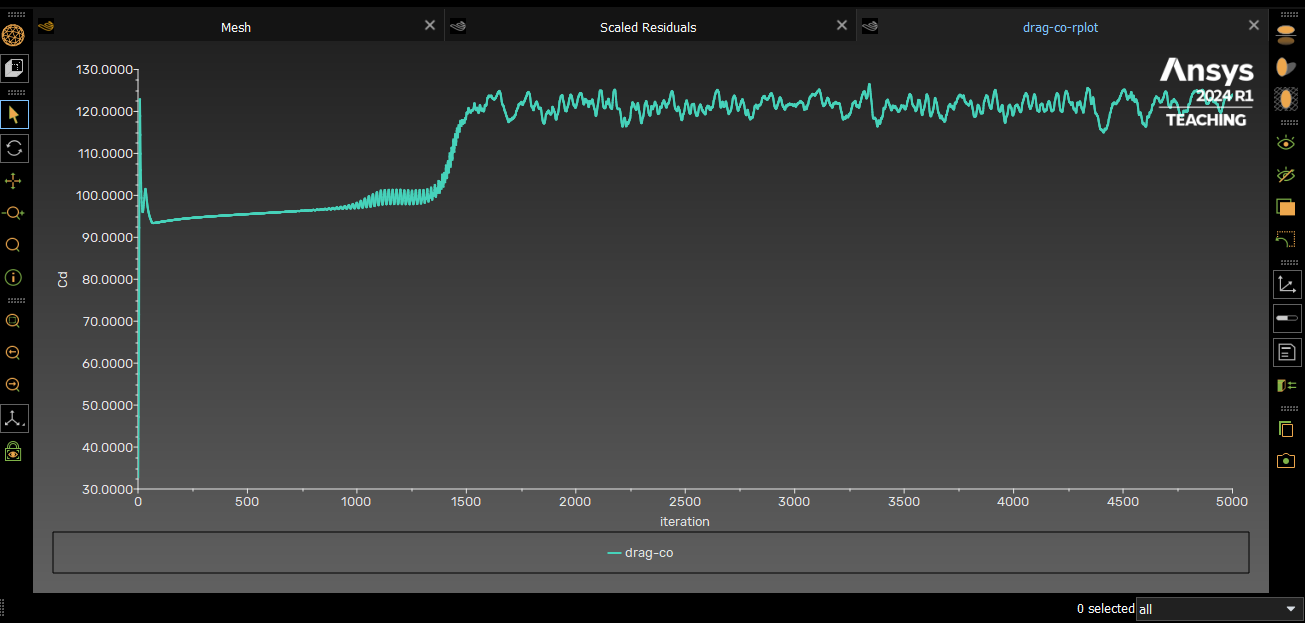 Mesh
Scaled Residuals
drag-co-rplot
Ansys
2024 R1
TEACHING
130.0000
120.0000
110.0000
100.0000
90.0000
80.0000
70.0000
60.0000
50.0000
40.0000
30.0000
Cd
0 500 1000 1500 2000 2500 3000 3500 4000 4500 5000
iteration
drag-co
0 selected all